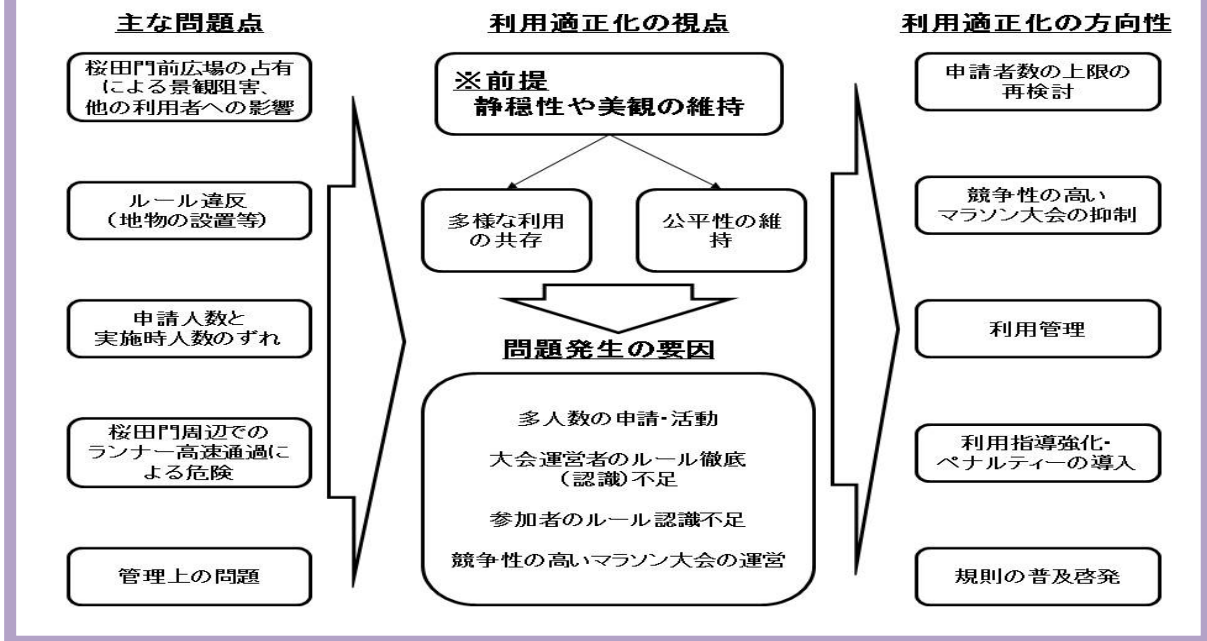 主な問題点
桜田門前広場の占有
による景観阻害、
他の利用者への影響
ルール違反
(地物の設置等)
申請人数と
実施時人数のずれ
桜田門周辺での
ランナー高速通過に
よる危険
管理上の問題
利用適正化の視点
※前提
静穏性や美観の維持
多様な利用
の共存
公平性の維
持
問題発生の要因
多人数の申請・活動
大会運営者のルール徹底
(認識)不足
参加者のルール認識不足
競争性の高いマラソン大会の運営
利用適正化の方向性
申請者数の上限の
再検討
競争性の高い
マラソン大会の抑制
利用管理
利用指導強化・
ペナルティーの導入
規則の普及啓発